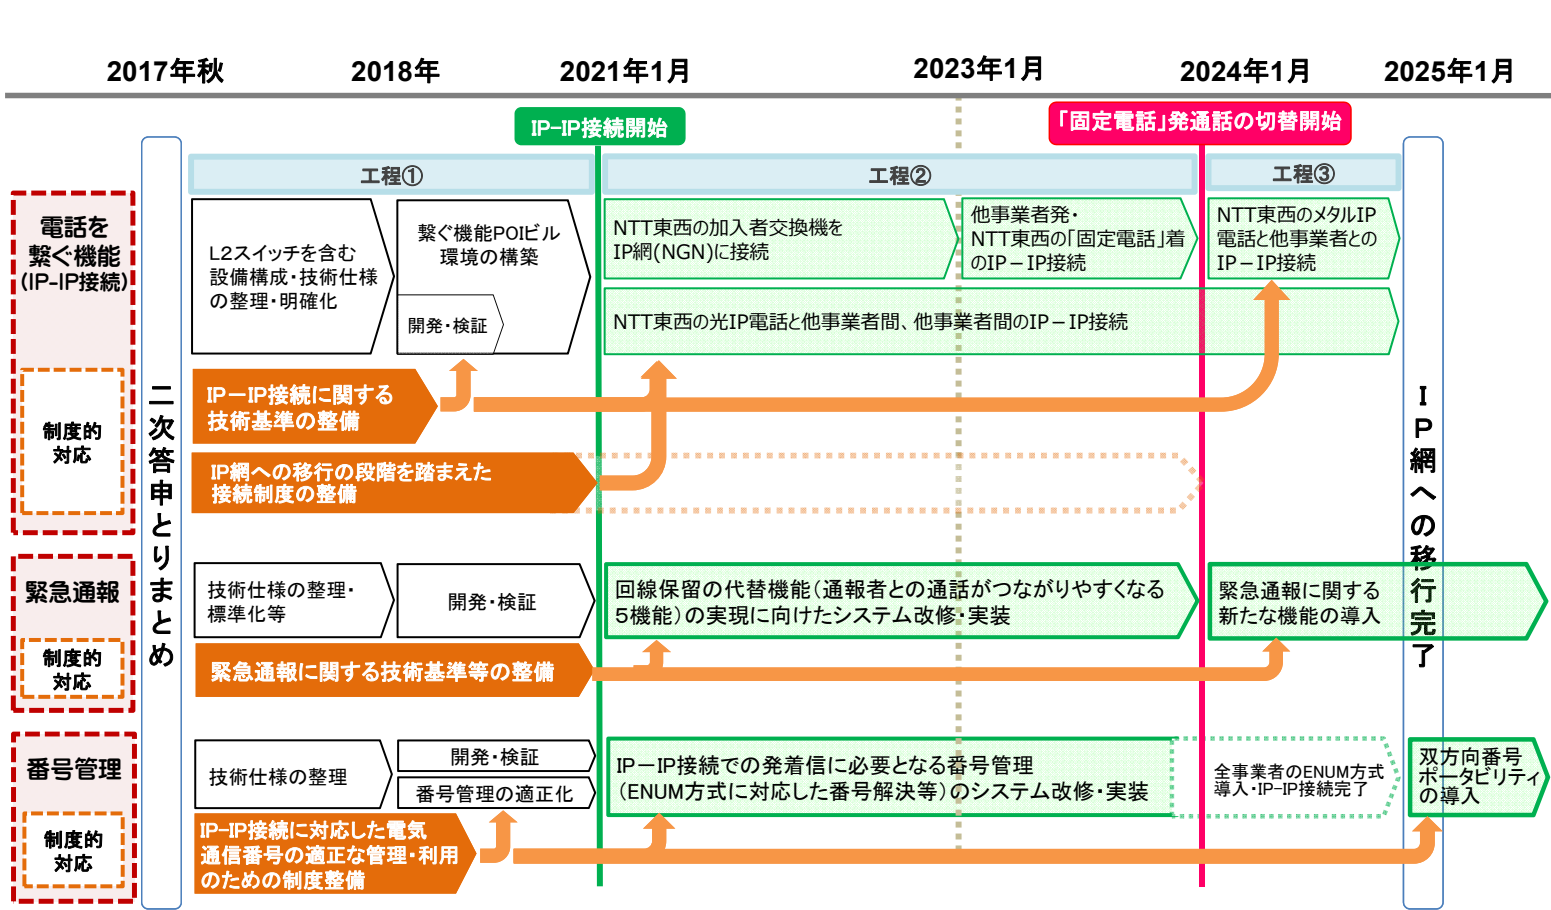 2017年秋
2018年
2021年1月
2023年1月
2024年1月
2025年1月
IP-IP接続開始
「固定電話」発通話の切替開始
工程①
工程②
工程③
二次答申とりまとめ
IP網への移行完了
電話を
繋ぐ機能
(IP-IP接続)
L2スイッチを含む
設備構成・技術仕様
の整理・明確化
繋ぐ機能POIビル
環境の構築
開発・検証
NTT東西の加入者交換機を
IP網(NGN)に接続
他事業者発・
NTT東西の「固定電話」着
のIP－IP接続
NTT東西のメタルIP
電話と他事業者との
IP－IP接続
NTT東西の光IP電話と他事業者間、他事業者間のIP－IP接続
制度的
対応
IP－IP接続に関する
技術基準の整備
IP網への移行の段階を踏まえた
接続制度の整備
緊急通報
技術仕様の整理・
標準化等
開発・検証
回線保留の代替機能（通報者との通話がつながりやすくなる
５機能）の実現に向けたシステム改修・実装
緊急通報に関する
新たな機能の導入
制度的
対応
緊急通報に関する技術基準等の整備
番号管理
技術仕様の整理
開発・検証
番号管理の適正化
IP－IP接続での発着信に必要となる番号管理
（ENUM方式に対応した番号解決等）のシステム改修・実装
全事業者のENUM方式
導入・IP-IP接続完了
双方向番号
ポータビリティ
の導入
制度的
対応
IP-IP接続に対応した電気
通信番号の適正な管理・利用
のための制度整備